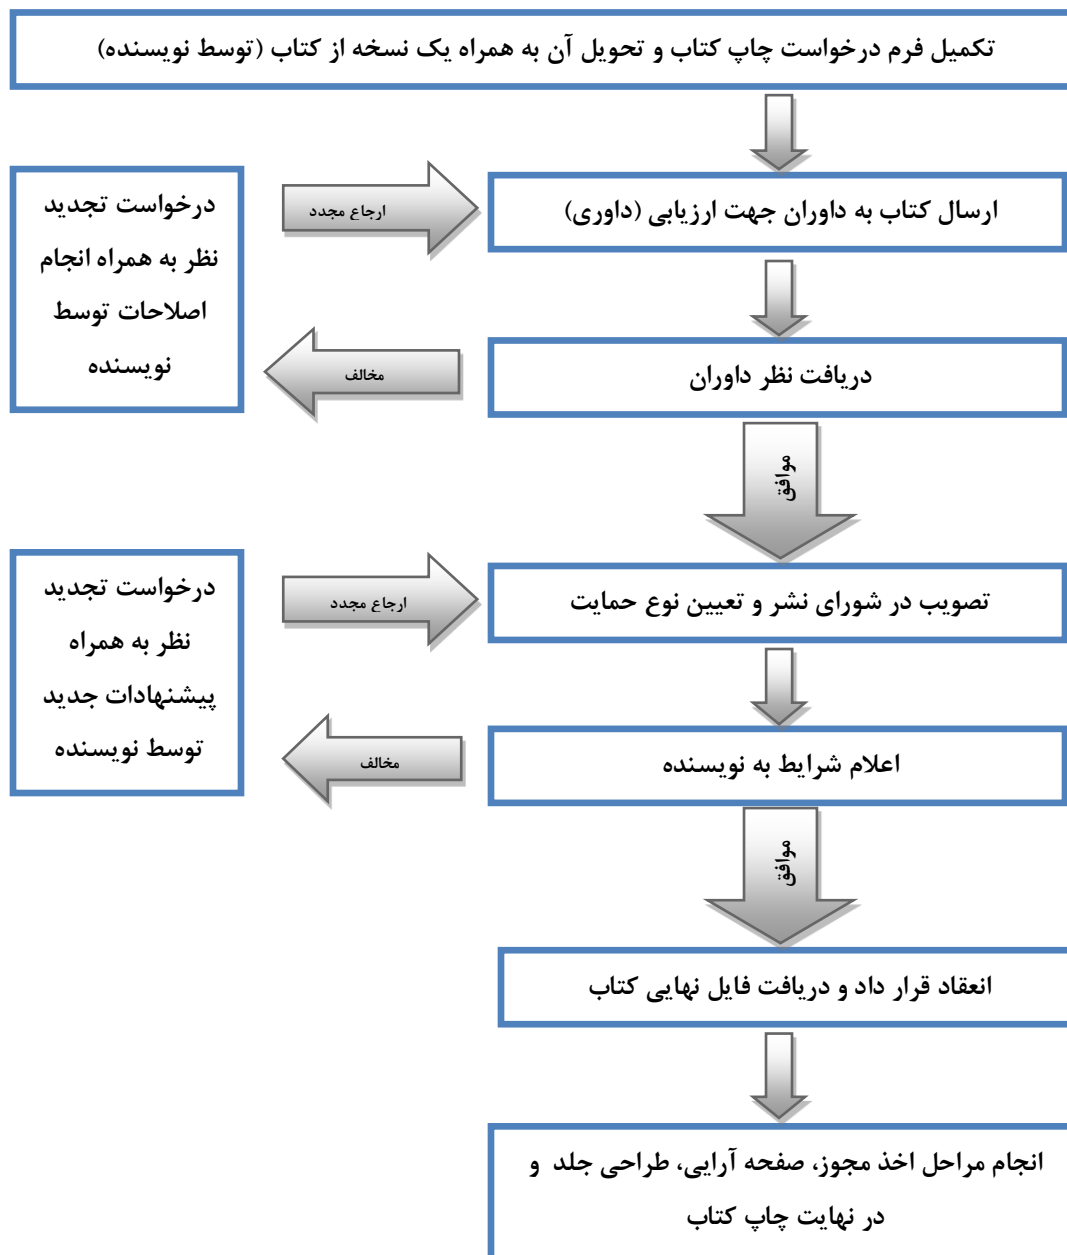 تکمیل فرم درخواست چاپ کتاب و تحویل آن به همراه یک نسخه از کتاب (توسط نویسنده)
ارسال کتاب به داوران جهت ارزیابی (داوری)
ارجاع مجدد
درخواست تجدید
نظر به همراه انجام
اصلاحات توسط
نویسنده
دریافت نظر داوران
مخالف
موافق
تصویب در شورای نشر و تعیین نوع حمایت
ارجاع مجدد
درخواست تجدید
نظر به همراه
پیشنهادات جدید
توسط نویسنده
اعلام شرایط به نویسنده
مخالف
موافق
انعقاد قرار داد و دریافت فایل نهایی کتاب
انجام مراحل اخذ مجوز، صفحه آرایی، طراحی جلد و
در نهایت چاپ کتاب